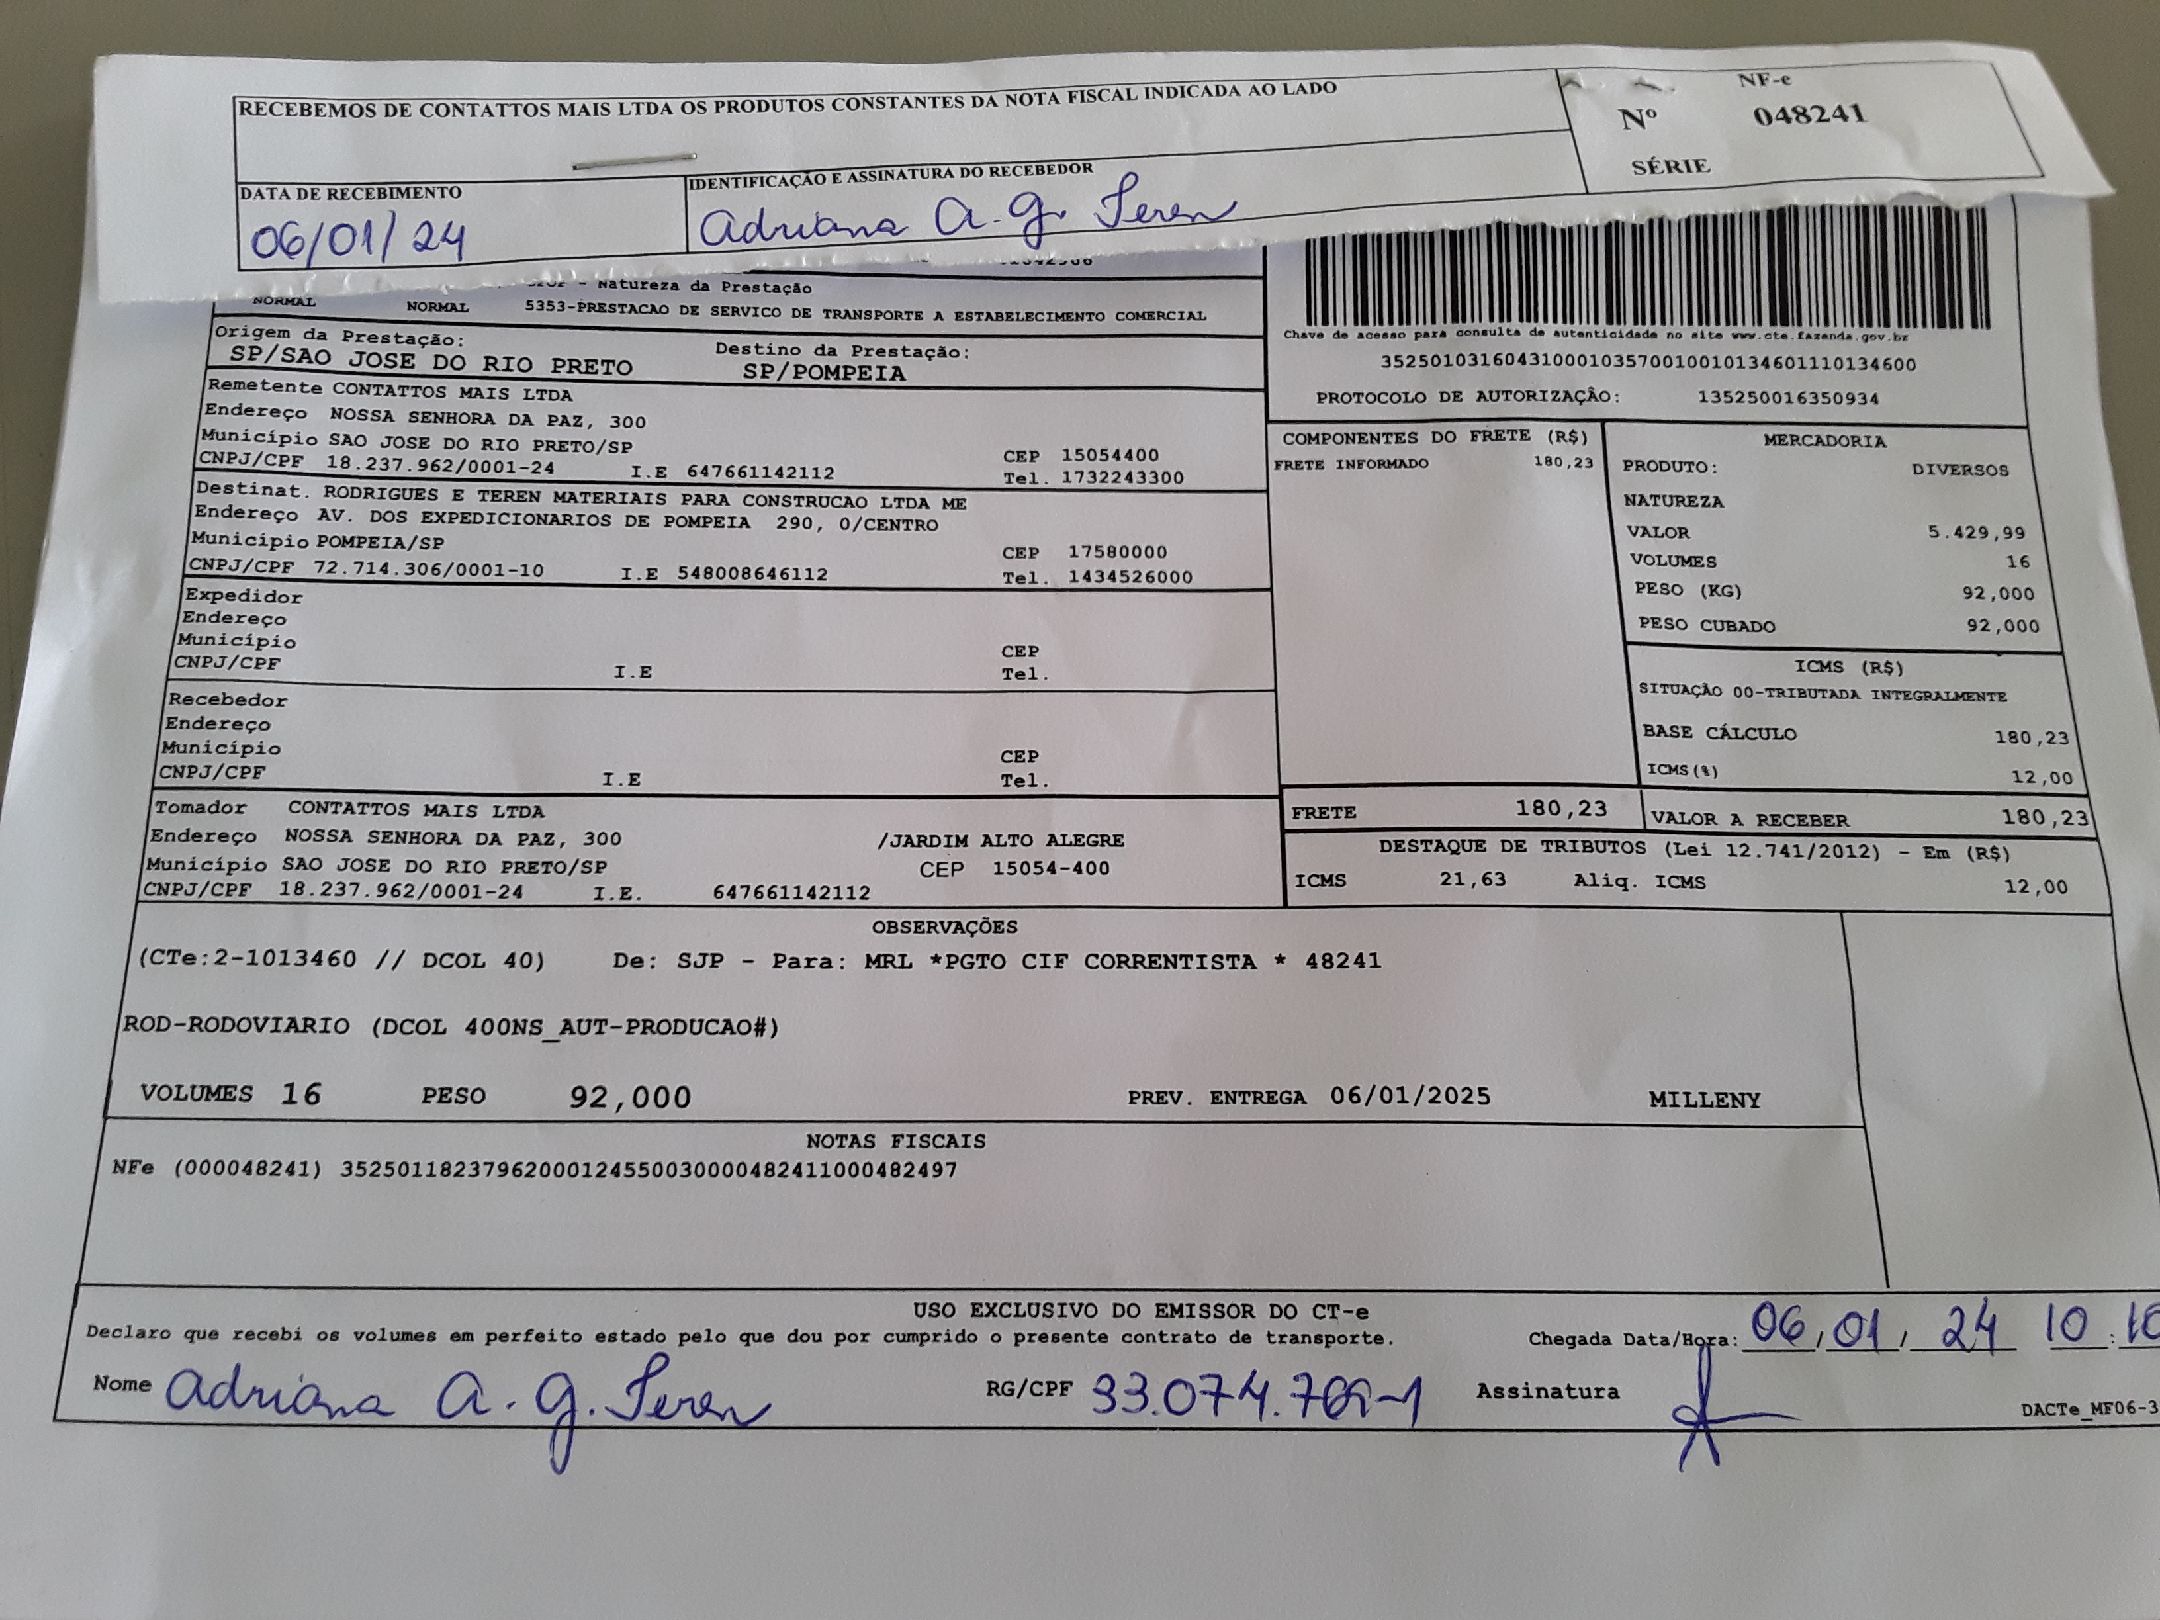 RECEBEMOS DE CONTATTOS MAIS LTDA OS PRODUTOS CONSTANTES DA NOTA FISCAL INDICADA AO LADO
NF-e
Nº 048241
SÉRIE
DATA DE RECEBIMENTO
06/01/24
IDENTIFICAÇÃO E ASSINATURA DO RECEBEDOR
Adriana A. G. Teren
- Natureza da Prestação
NORMAL NORMAL 5353-PRESTACAO DE SERVICO DE TRANSPORTE A ESTABELECIMENTO COMERCIAL
Origem da Prestação: Destino da Prestação:
SP/SAO JOSE DO RIO PRETO SP/POMPEIA
Chave de acesso para consulta de autenticidade no site www.cte.fazenda.gov.br
35250103160431000103570010010134601110134600
PROTOCOLO DE AUTORIZAÇÂO: 135250016350934
Remetente CONTATTOS MAIS LTDA
Endereço NOSSA SENHORA DA PAZ, 300
Município SAO JOSE DO RIO PRETO/SP CEP 15054400
CNPJ/CPF 18.237.962/0001-24 I.E 647661142112 Tel. 1732243300
Destinat. RODRIGUES E TEREN MATERIAIS PARA CONSTRUCAO LTDA ME
Endereço AV. DOS EXPEDICIONARIOS DE POMPEIA 290, 0/CENTRO
Município POMPEIA/SP CEP 17580000
CNPJ/CPF 72.714.306/0001-10 I.E 548008646112 Tel. 1434526000
Expedidor
Endereço
Município CEP
CNPJ/CPF I.E Tel.
Recebedor
Endereço
Município CEP
CNPJ/CPF I.E Tel.
Tomador CONTATTOS MAIS LTDA
Endereço NOSSA SENHORA DA PAZ, 300 /JARDIM ALTO ALEGRE
Município SAO JOSE DO RIO PRETO/SP CEP 15054-400
CNPJ/CPF 18.237.962/0001-24 I.E. 647661142112
COMPONENTES DO FRETE (R$)
FRETE INFORMADO 180,23
MERCADORIA
PRODUTO: DIVERSOS
NATUREZA
VALOR 5.429,99
VOLUMES 16
PESO (KG) 92,000
PESO CUBADO 92,000
ICMS (R$)
SITUAÇÃO 00-TRIBUTADA INTEGRALMENTE
BASE CÁLCULO 180,23
ICMS(%) 12,00
FRETE 180,23 VALOR A RECEBER 180,23
DESTAQUE DE TRIBUTOS (Lei 12.741/2012) - Em (R$)
ICMS 21,63 Aliq. ICMS 12,00
OBSERVAÇÕES
(CTe:2-1013460 // DCOL 40) De: SJP - Para: MRL *PGTO CIF CORRENTISTA * 48241
ROD-RODOVIARIO (DCOL 400NS_AUT-PRODUCAO#)
VOLUMES 16 PESO 92,000 PREV. ENTREGA 06/01/2025 MILLENY
NOTAS FISCAIS
NFe (000048241) 35250118237962000124550030000482411000482497
USO EXCLUSIVO DO EMISSOR DO CT-e
Declaro que recebi os volumes em perfeito estado pelo que dou por cumprido o presente contrato de transporte.
Chegada Data/Hora: 06/01/24 10:10
Nome Adriana A. G. Teren RG/CPF 33.074.769-1 Assinatura
DACTe_MF06-3